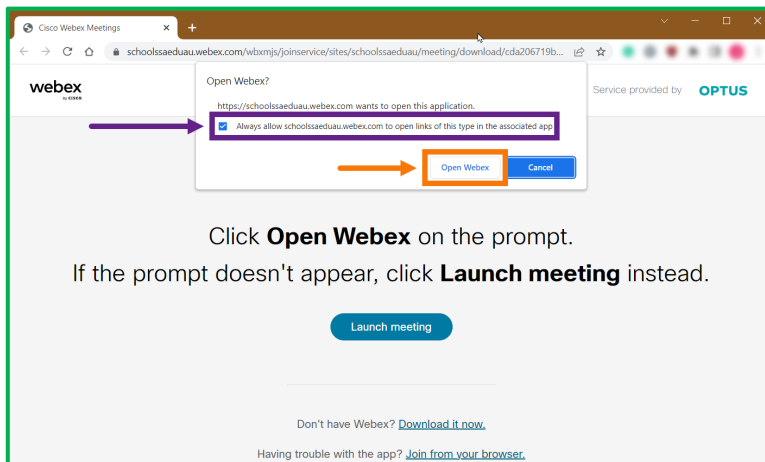 Cisco Webex Meetings
schoolssaeduau.webex.com/wbxmjs/joinservice/sites/schoolssaeduau/meeting/download/cda206719b...
webex
by CISCO
Service provided by OPTUS
Open Webex?
https://schoolssaeduau.webex.com wants to open this application.
Always allow schoolssaeduau.webex.com to open links of this type in the associated app
Open Webex Cancel
Click Open Webex on the prompt.
If the prompt doesn't appear, click Launch meeting instead.
Launch meeting
Don't have Webex? Download it now.
Having trouble with the app? Join from your browser.